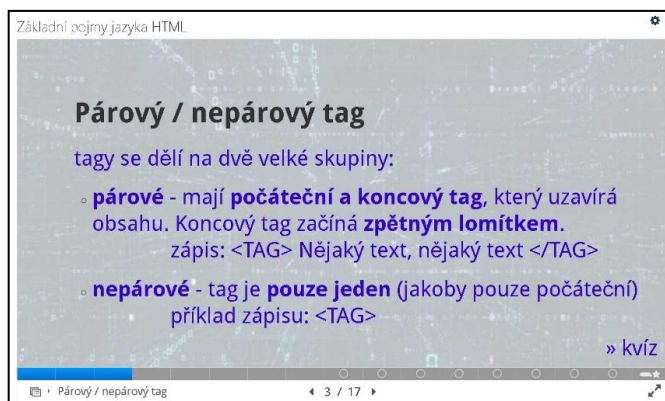 Základní pojmy jazyka HTML
Párový / nepárový tag
tagy se dělí na dvě velké skupiny:
párové - mají počáteční a koncový tag, který uzavírá
obsahu. Koncový tag začíná zpětným lomítkem.
zápis: <TAG> Nějaký text, nějaký text </TAG>
nepárové - tag je pouze jeden (jakoby pouze počáteční)
příklad zápisu: <TAG>
» kvíz
Párový / nepárový tag
3 / 17